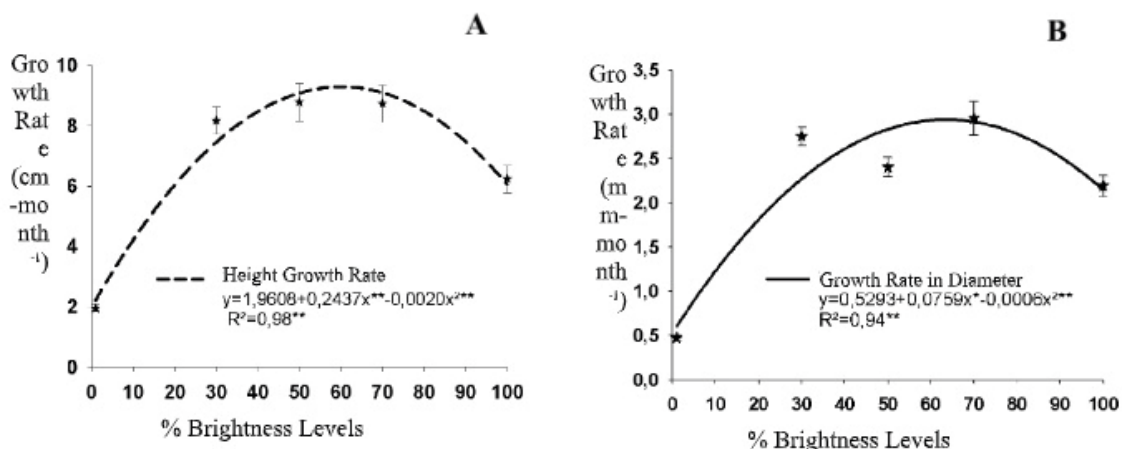 A
Gro
wth
Rat
e
(cm
-mo
nth
-¹)
10
8
6
4
2
0
Height Growth Rate
y=1,9608+0,2437x**-0,0020x²**
R²=0,98**
0 10 20 30 40 50 60 70 80 90 100
% Brightness Levels
B
Gro
wth
Rat
e
(m
m-
mo
nth
-¹)
3,5
3,0
2,5
2,0
1,5
1,0
0,5
0,0
Growth Rate in Diameter
y=0,5293+0,0759x*-0,0006x²**
R²=0,94**
0 10 20 30 40 50 60 70 80 90 100
% Brightness Levels